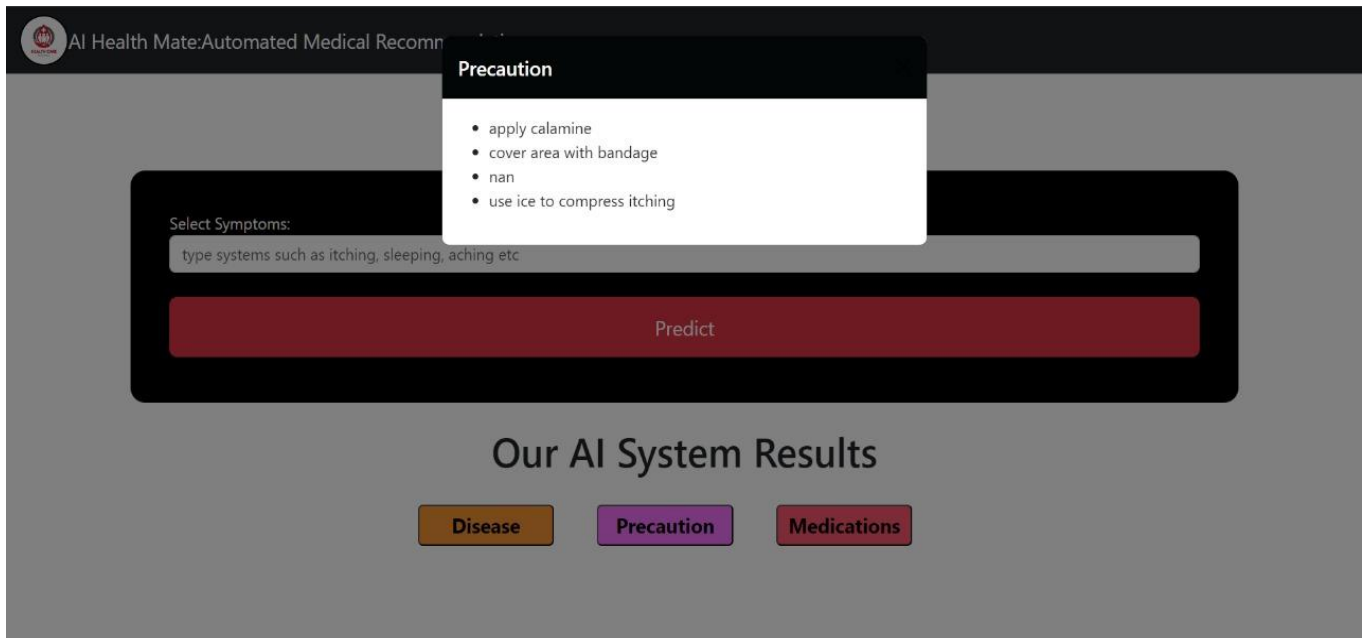 AI Health Mate:Automated Medical Recomm
Precaution
apply calamine
cover area with bandage
nan
use ice to compress itching
Select Symptoms:
type systems such as itching, sleeping, aching etc
Predict
Our AI System Results
Disease Precaution Medications